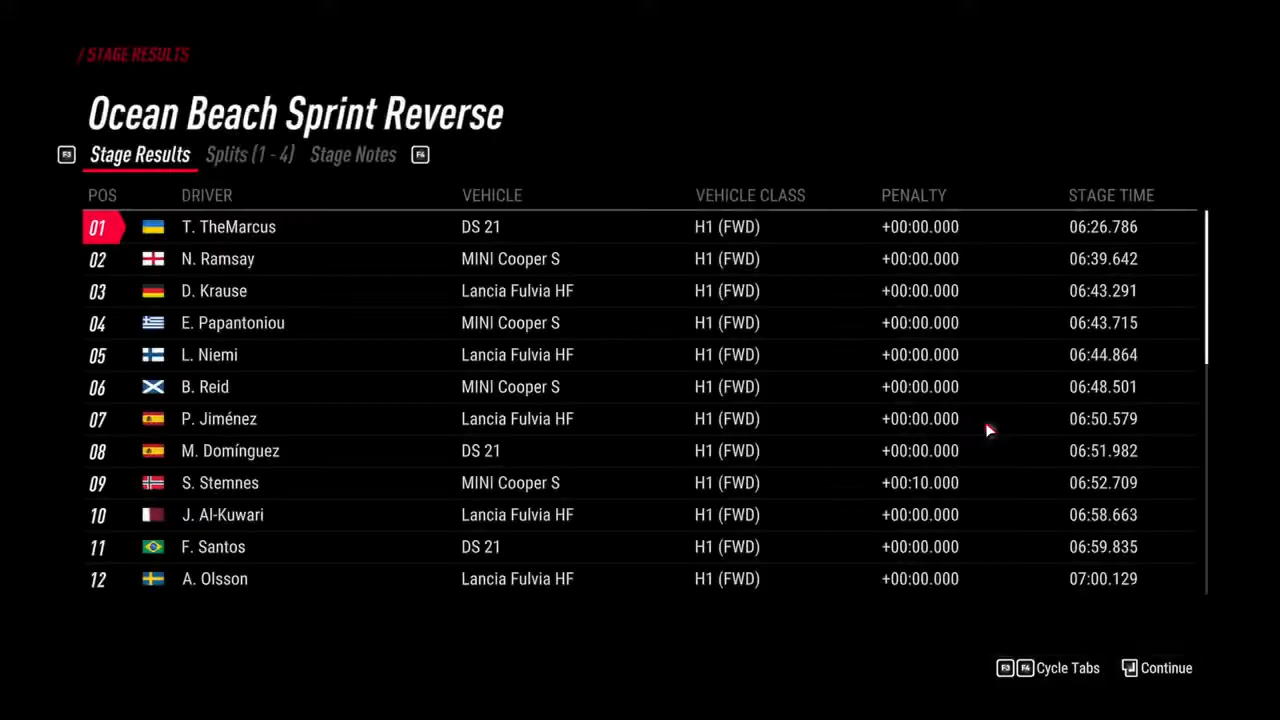 / STAGE RESULTS
Ocean Beach Sprint Reverse
F3 Stage Results Splits (1 - 4) Stage Notes F4
POS DRIVER VEHICLE VEHICLE CLASS PENALTY STAGE TIME
01 T. TheMarcus DS 21 H1 (FWD) +00:00.000 06:26.786
02 N. Ramsay MINI Cooper S H1 (FWD) +00:00.000 06:39.642
03 D. Krause Lancia Fulvia HF H1 (FWD) +00:00.000 06:43.291
04 E. Papantoniou MINI Cooper S H1 (FWD) +00:00.000 06:43.715
05 L. Niemi Lancia Fulvia HF H1 (FWD) +00:00.000 06:44.864
06 B. Reid MINI Cooper S H1 (FWD) +00:00.000 06:48.501
07 P. Jiménez Lancia Fulvia HF H1 (FWD) +00:00.000 06:50.579
08 M. Domínguez DS 21 H1 (FWD) +00:00.000 06:51.982
09 S. Stemnes MINI Cooper S H1 (FWD) +00:10.000 06:52.709
10 J. Al-Kuwari Lancia Fulvia HF H1 (FWD) +00:00.000 06:58.663
11 F. Santos DS 21 H1 (FWD) +00:00.000 06:59.835
12 A. Olsson Lancia Fulvia HF H1 (FWD) +00:00.000 07:00.129
F3 F4 Cycle Tabs Continue